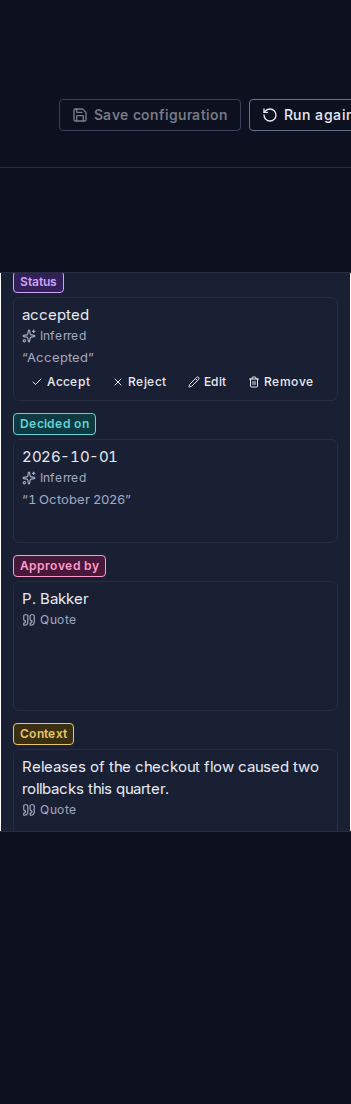 Save configuration
Run again
Status
accepted
Inferred
“Accepted”
Accept Reject Edit Remove
Decided on
2026-10-01
Inferred
“1 October 2026”
Approved by
P. Bakker
Quote
Context
Releases of the checkout flow caused two
rollbacks this quarter.
Quote